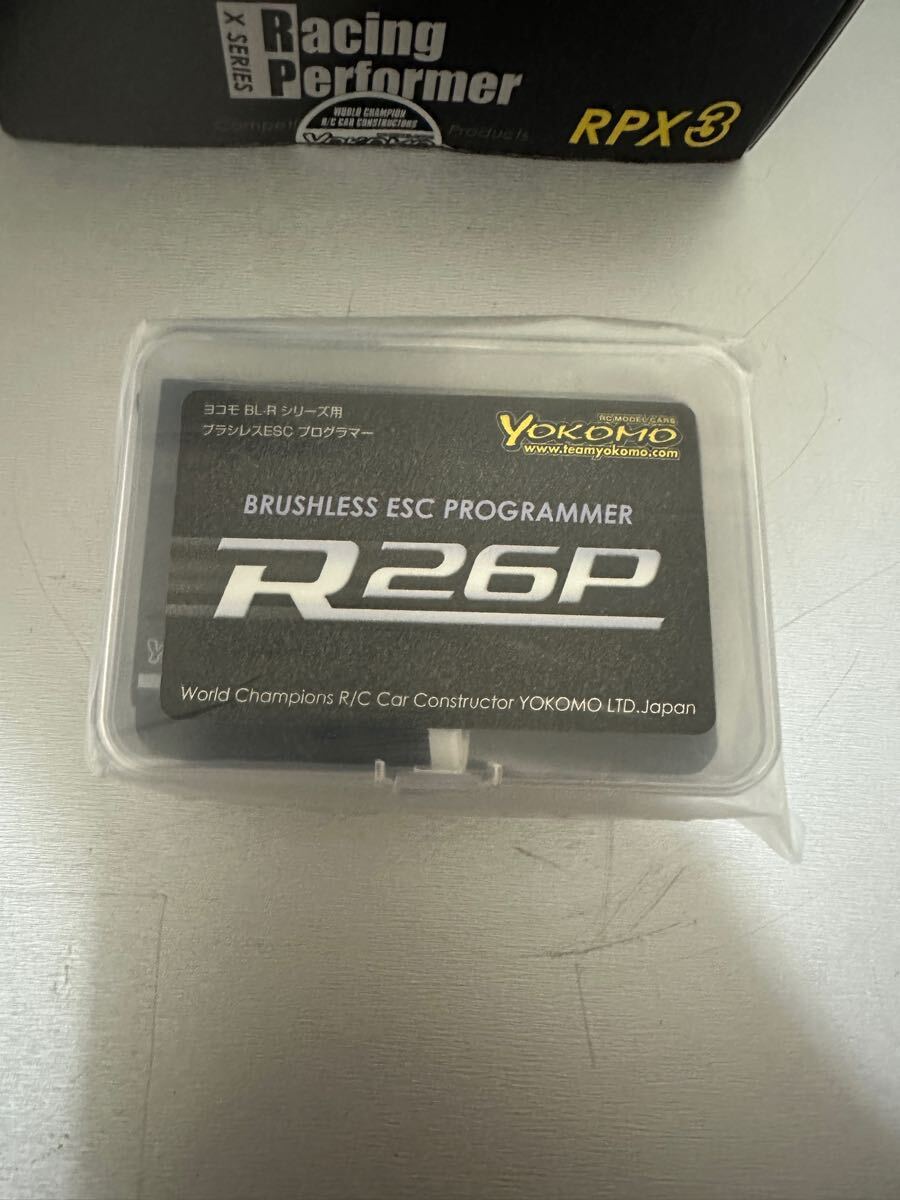 X SERIES
Racing
Performer
WORLD CHAMPION
R/C CAR CONSTRUCTORS
YOKOMO
Products
RPX3
ヨコモ BL-R シリーズ用
ブラシレスESC プログラマー
RC MODEL CARS
YOKOMO
www.teamyokomo.com
BRUSHLESS ESC PROGRAMMER
R26P
World Champions R/C Car Constructor YOKOMO LTD.Japan